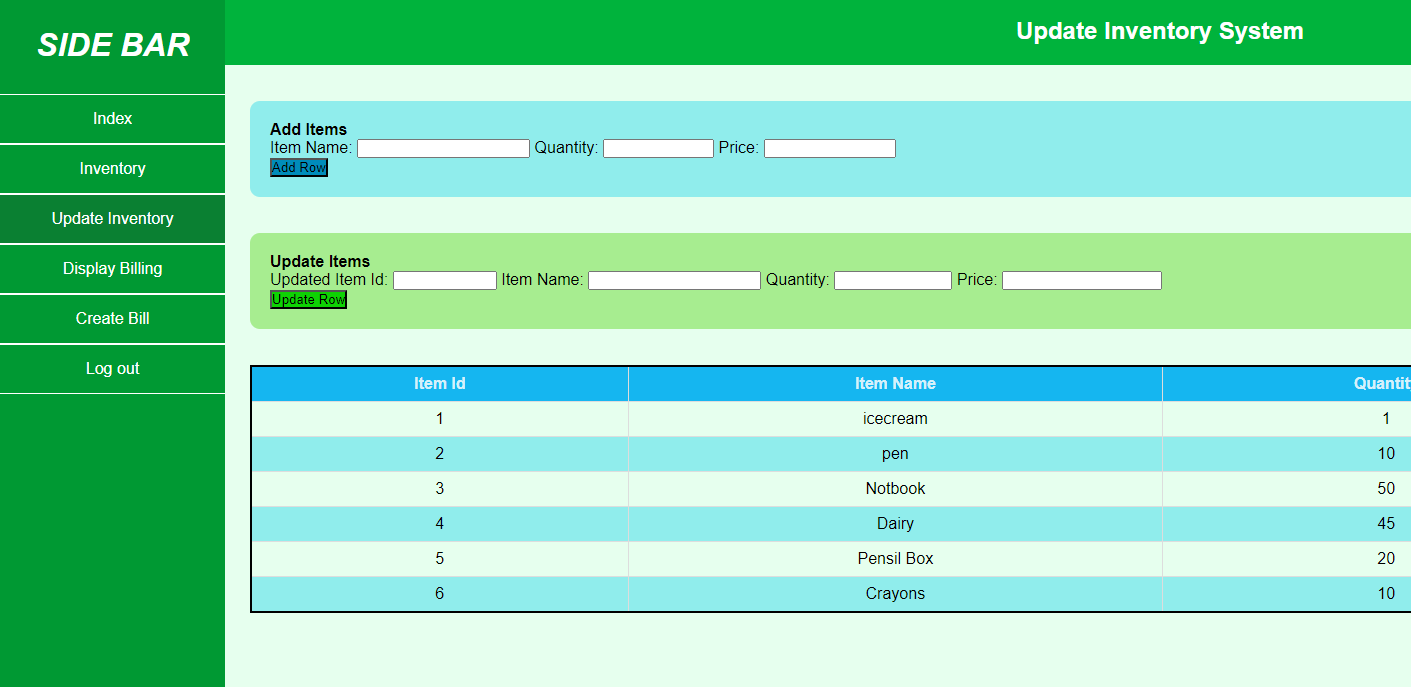 SIDE BAR
Index
Inventory
Update Inventory
Display Billing
Create Bill
Log out
Update Inventory System
Add Items
Item Name: Quantity: Price:
Add Row
Update Items
Updated Item Id: Item Name: Quantity: Price:
Update Row
Item Id Item Name Quantit
1 icecream 1
2 pen 10
3 Notbook 50
4 Dairy 45
5 Pensil Box 20
6 Crayons 10